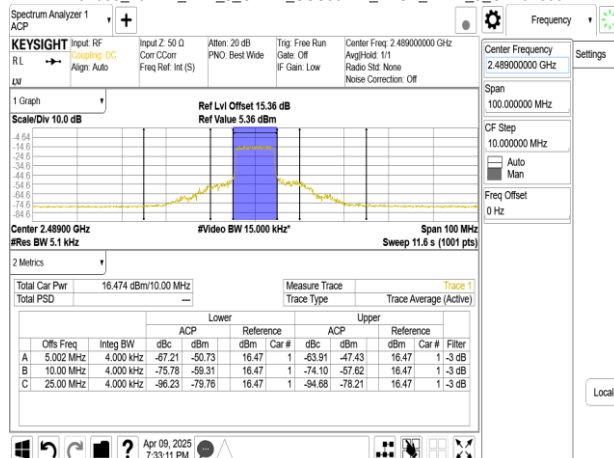 Spectrum Analyzer 1
ACP
Frequency
KEYSIGHT
RL
LXI
Input: RF
Coupling: DC
Align: Auto
Input Z: 50 Ω
Corr CCorr
Freq Ref: Int (S)
Atten: 20 dB
PNO: Best Wide
Trig: Free Run
Gate: Off
IF Gain: Low
Center Freq: 2.489000000 GHz
Avg|Hold: 1/1
Radio Std: None
Noise Correction: Off
Center Frequency
2.489000000 GHz
Settings
Span
100.000000 MHz
CF Step
10.000000 MHz
Auto
Man
Freq Offset
0 Hz
Local
1 Graph
Scale/Div 10.0 dB
Ref Lvl Offset 15.36 dB
Ref Value 5.36 dBm
-4.64
-14.6
-24.6
-34.6
-44.6
-54.6
-64.6
-74.6
-84.6
Center 2.48900 GHz
#Video BW 15.000 kHz*
Span 100 MHz
#Res BW 5.1 kHz
Sweep 11.6 s (1001 pts)
2 Metrics
Total Car Pwr 16.474 dBm/10.00 MHz Measure Trace Trace 1
Total PSD --- Trace Type Trace Average (Active)
Lower Upper
ACP Reference ACP Reference
Offs Freq Integ BW dBc dBm dBm Car # dBc dBm dBm Car # Filter
A 5.002 MHz 4.000 kHz -67.21 -50.73 16.47 1 -63.91 -47.43 16.47 1 -3 dB
B 10.00 MHz 4.000 kHz -75.78 -59.31 16.47 1 -74.10 -57.62 16.47 1 -3 dB
C 25.00 MHz 4.000 kHz -96.23 -79.76 16.47 1 -94.68 -78.21 16.47 1 -3 dB
Apr 09, 2025
7:33:11 PM